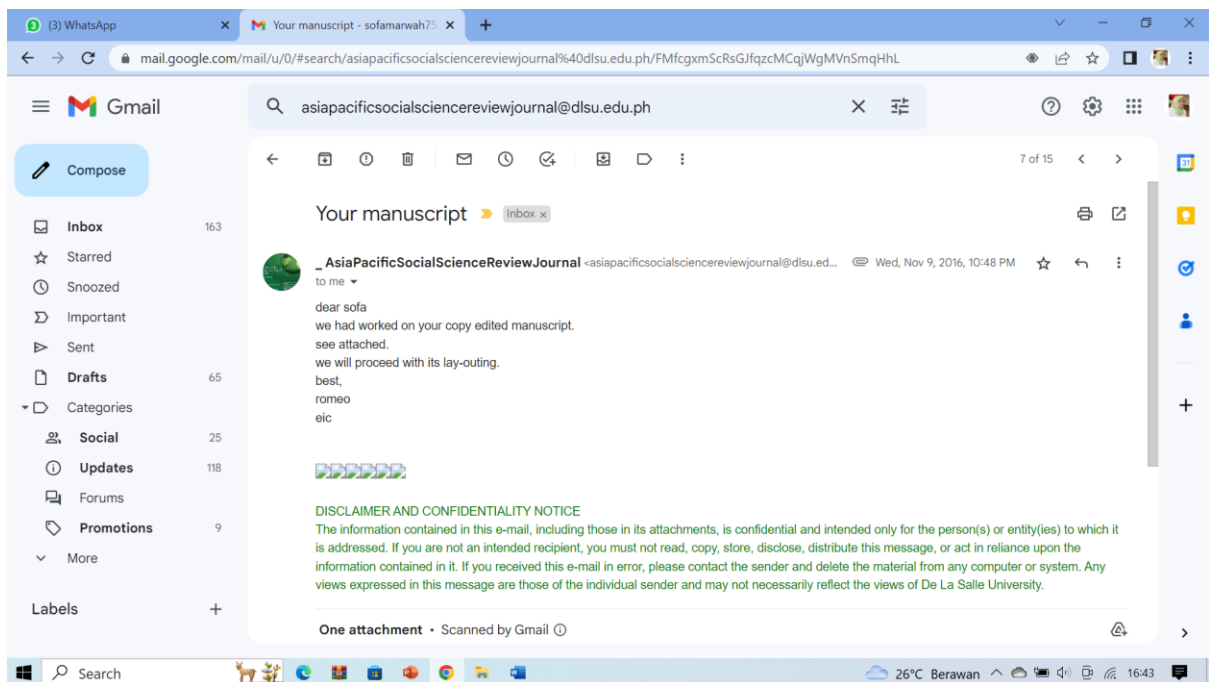 (3) WhatsApp
Your manuscript - sofamarwah75
mail.google.com/mail/u/0/#search/asiapacificsocialsciencereviewjournal%40dlsu.edu.ph/FMfcgxmScRsGJfqzcMCqjWgMVnSmqHhL
Gmail
asiapacificsocialsciencereviewjournal@dlsu.edu.ph
Compose
7 of 15
31
Your manuscript
Inbox x
Inbox 163
Starred
Snoozed
Important
Sent
Drafts 65
Categories
Social 25
Updates 118
Forums
Promotions 9
More
Labels
_ AsiaPacificSocialScienceReviewJournal <asiapacificsocialsciencereviewjournal@dlsu.ed... Wed, Nov 9, 2016, 10:48 PM
to me
dear sofa
we had worked on your copy edited manuscript.
see attached.
we will proceed with its lay-outing.
best,
romeo
eic
DISCLAIMER AND CONFIDENTIALITY NOTICE
The information contained in this e-mail, including those in its attachments, is confidential and intended only for the person(s) or entity(ies) to which it
is addressed. If you are not an intended recipient, you must not read, copy, store, disclose, distribute this message, or act in reliance upon the
information contained in it. If you received this e-mail in error, please contact the sender and delete the material from any computer or system. Any
views expressed in this message are those of the individual sender and may not necessarily reflect the views of De La Salle University.
One attachment • Scanned by Gmail
Search
26°C Berawan
16:43